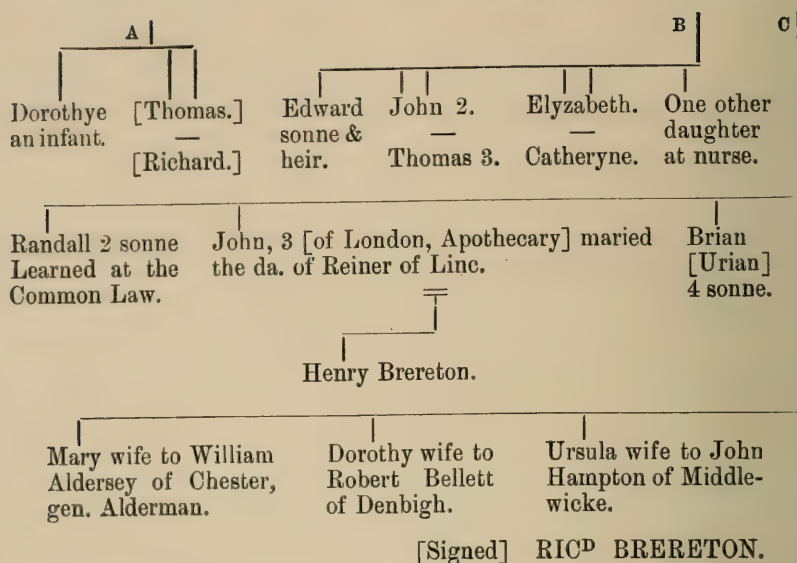 A B C
Dorothye an infant.
[Thomas.]
—
[Richard.]
Edward sonne & heir.
John 2.
—
Thomas 3.
Elyzabeth.
—
Catheryne.
One other daughter at nurse.
Randall 2 sonne
Learned at the
Common Law.
John, 3 [of London, Apothecary] maried
the da. of Reiner of Linc.
Brian
[Urian]
4 sonne.
Henry Brereton.
Mary wife to William
Aldersey of Chester,
gen. Alderman.
Dorothy wife to
Robert Bellett
of Denbigh.
Ursula wife to John
Hampton of Middle-
wicke.
[Signed] RICᴰ BRERETON.